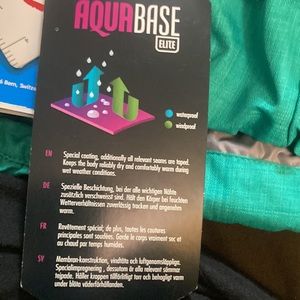 AQUABASE
ELITE
6 Bern, Switze
waterproof
windproof
EN
Special coating, additionally all relevant seams are taped.
Keeps the body reliably dry and comfortably warm during
wet weather conditions.
DE
Spezielle Beschichtung, bei der alle wichtigen Nähte
zusätzlich verschweisst sind. Hält den Körper bei feuchten
Wetterverhältnissen zuverlässig trocken und angenehm
warm.
FR
Revêtement spécial; de plus, toutes les coutures
principales sont soudées. Garde le corps vraiment sec et
au chaud par temps humides.
SV
Membran-konstruktion, vindtäta och luftgenomsläppliga.
Specialimpregnering , dessutom är alla relevant sömmar
tejpade. Håller kroppen tillförlitligt torr och behagligt varm
under blöta väderförhållanden.